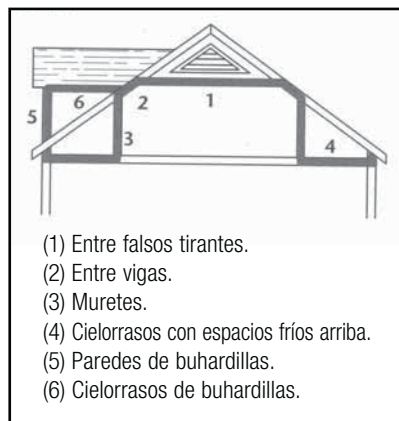 6
2
1
5
3
4
(1) Entre falsos tirantes.
(2) Entre vigas.
(3) Muretes.
(4) Cielorrasos con espacios fríos arriba.
(5) Paredes de buhardillas.
(6) Cielorrasos de buhardillas.